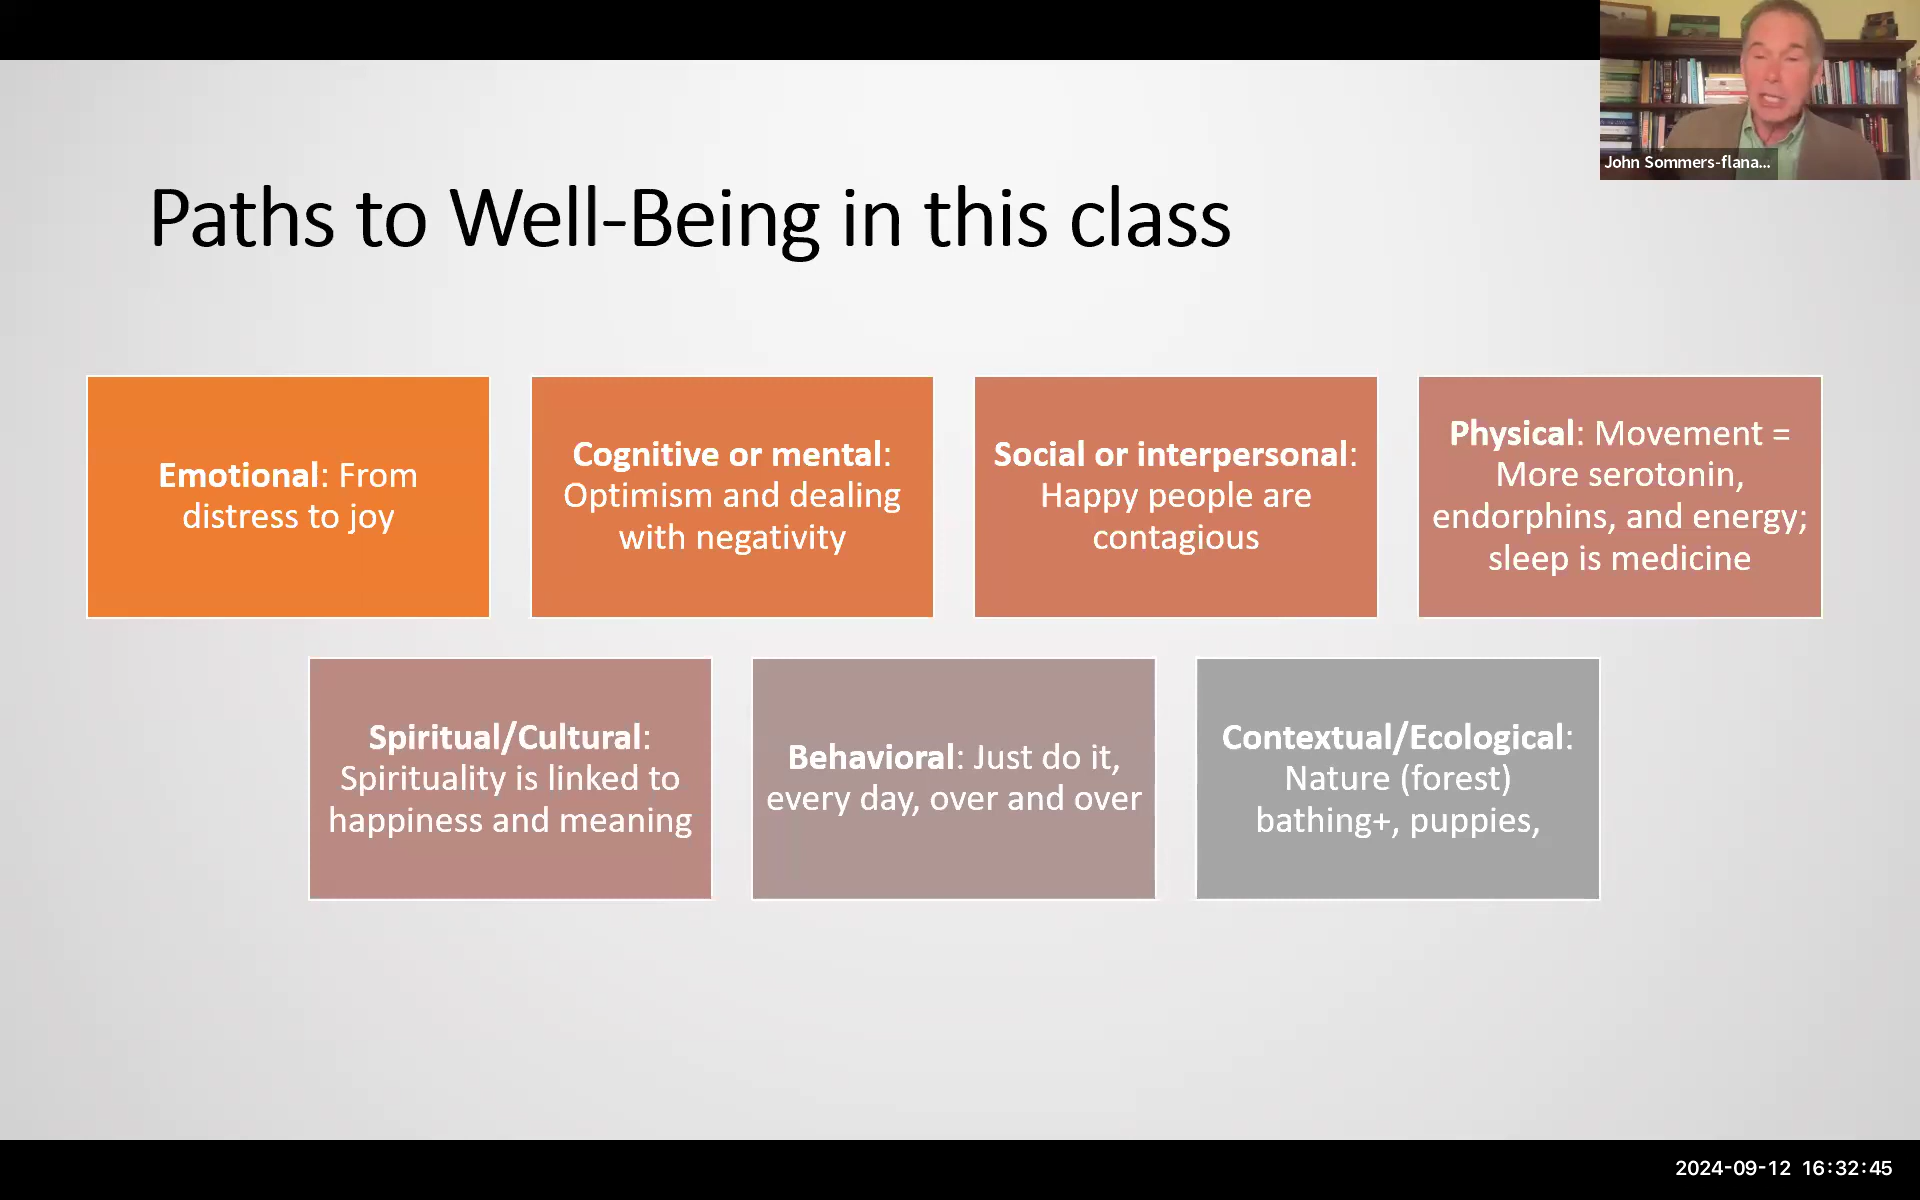 John Sommers-flana...
Paths to Well-Being in this class
Emotional: From
distress to joy
Cognitive or mental:
Optimism and dealing
with negativity
Social or interpersonal:
Happy people are
contagious
Physical: Movement =
More serotonin,
endorphins, and energy;
sleep is medicine
Spiritual/Cultural:
Spirituality is linked to
happiness and meaning
Behavioral: Just do it,
every day, over and over
Contextual/Ecological:
Nature (forest)
bathing+, puppies,
2024-09-12 16:32:45